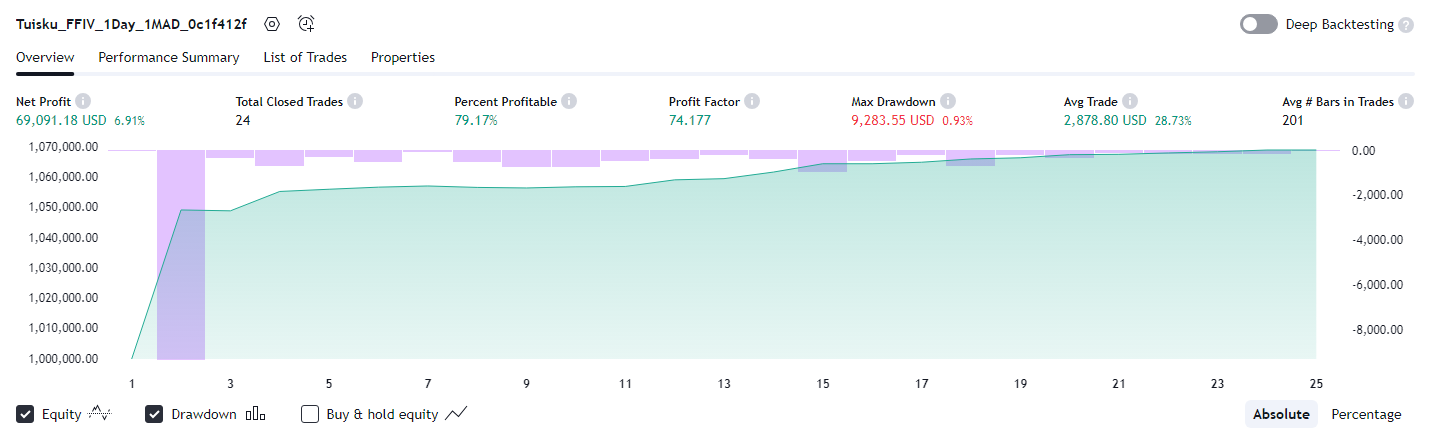 Tuisku_FFIV_1Day_1MAD_0c1f412f Deep Backtesting ?
Overview Performance Summary List of Trades Properties
Net Profit Total Closed Trades Percent Profitable Profit Factor Max Drawdown Avg Trade Avg # Bars in Trades
69,091.18 USD 6.91% 24 79.17% 74.177 9,283.55 USD 0.93% 2,878.80 USD 28.73% 201
1,070,000.00 0.00
1,060,000.00 -2,000.00
1,050,000.00
1,040,000.00 -4,000.00
1,030,000.00 -6,000.00
1,020,000.00
1,010,000.00 -8,000.00
1,000,000.00
1 3 5 7 9 11 13 15 17 19 21 23 25
Equity Drawdown Buy & hold equity Absolute Percentage